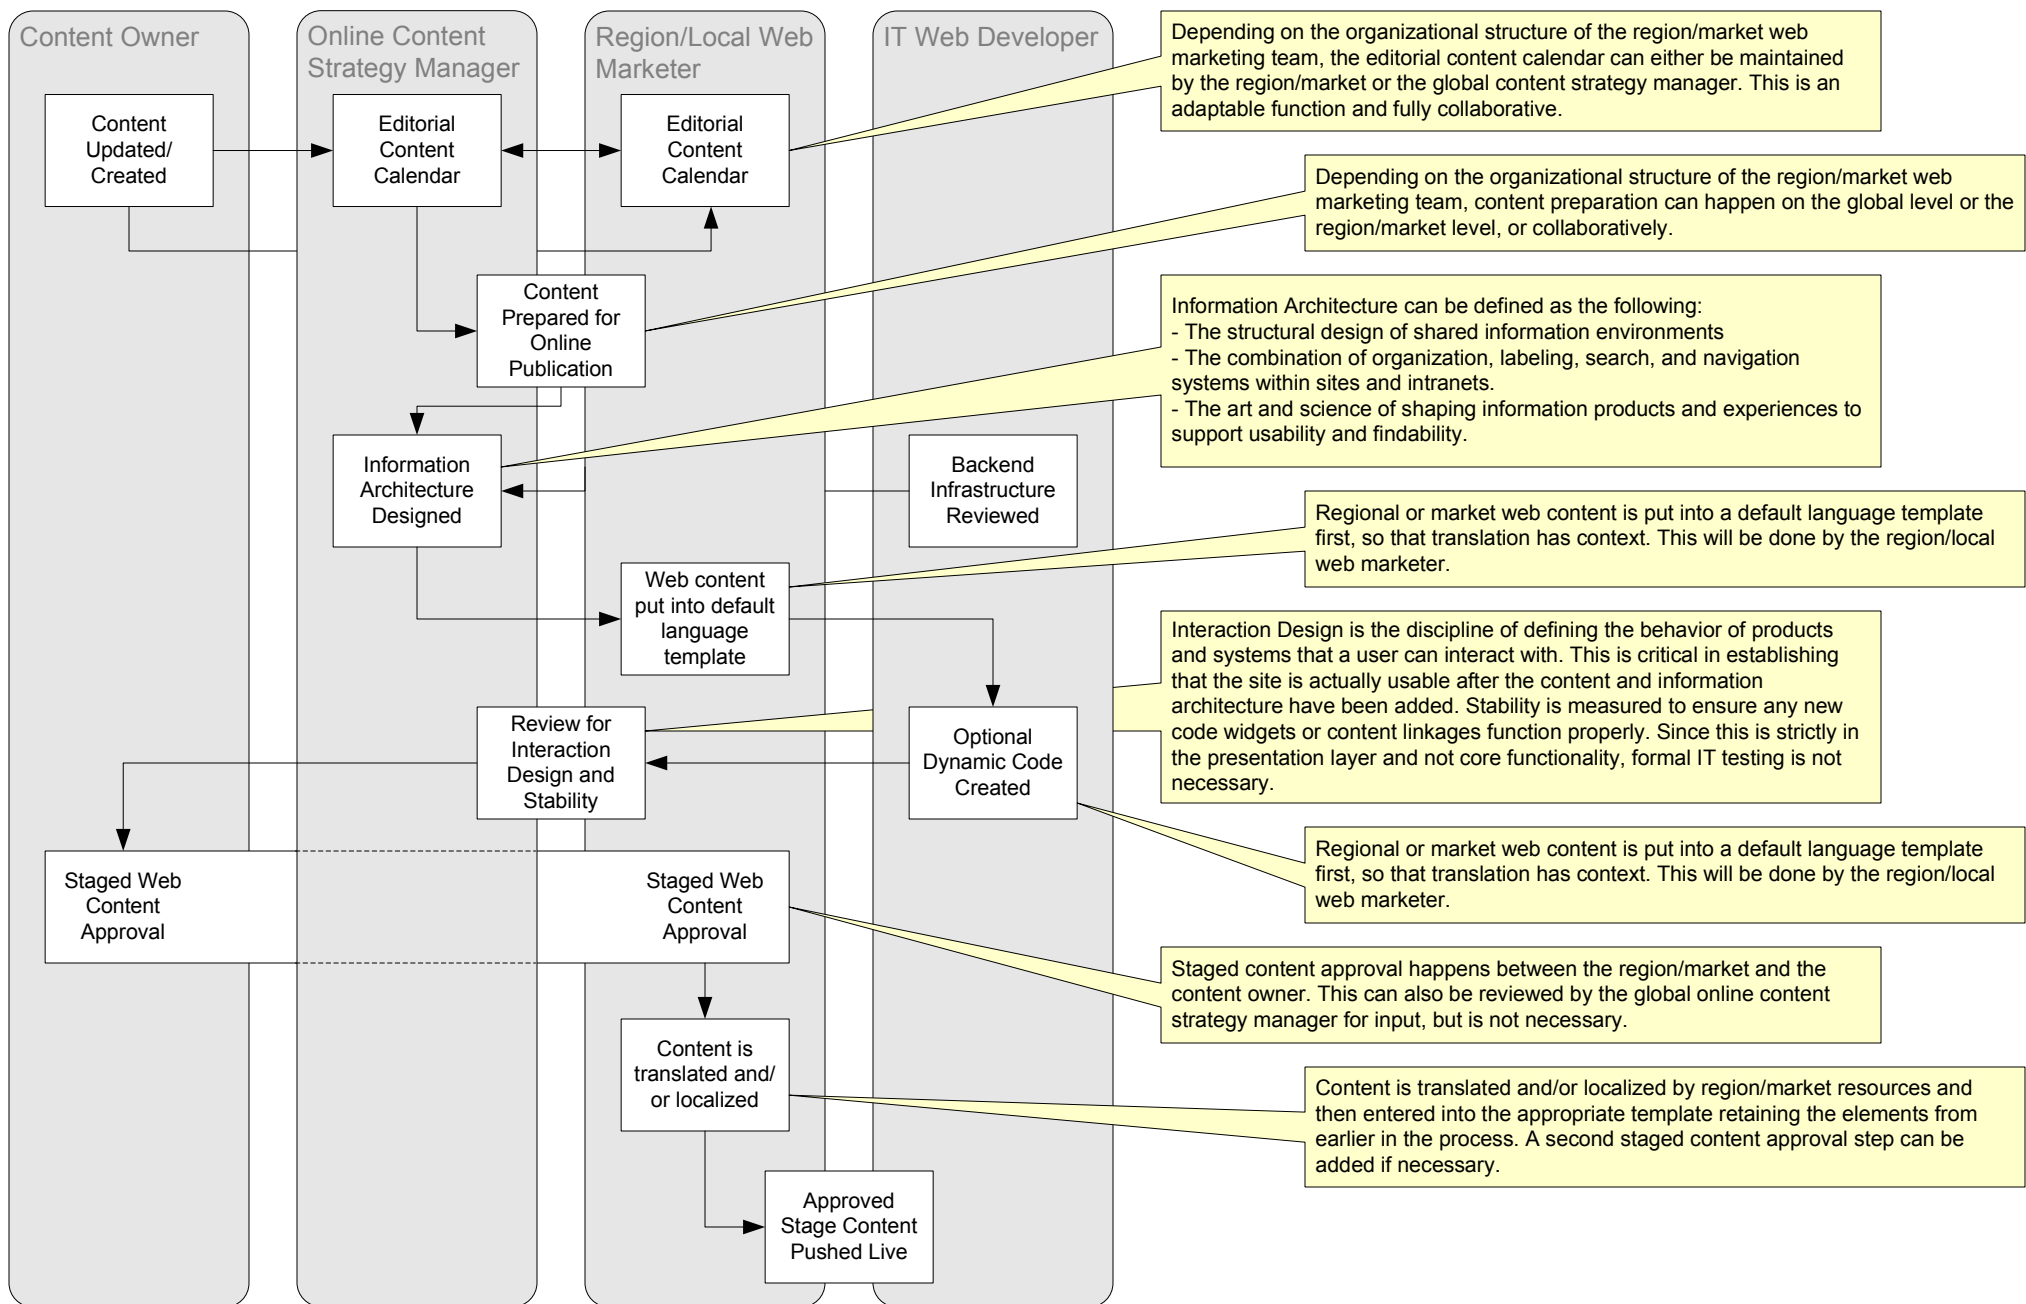 Content Owner
Online Content
Strategy Manager
Region/Local Web
Marketer
IT Web Developer
Content
Updated/
Created
Editorial
Content
Calendar
Editorial
Content
Calendar
Depending on the organizational structure of the region/market web
marketing team, the editorial content calendar can either be maintained
by the region/market or the global content strategy manager. This is an
adaptable function and fully collaborative.
Depending on the organizational structure of the region/market web
marketing team, content preparation can happen on the global level or the
region/market level, or collaboratively.
Content
Prepared for
Online
Publication
Information Architecture can be defined as the following:
- The structural design of shared information environments
- The combination of organization, labeling, search, and navigation
systems within sites and intranets.
- The art and science of shaping information products and experiences to
support usability and findability.
Information
Architecture
Designed
Backend
Infrastructure
Reviewed
Regional or market web content is put into a default language template
first, so that translation has context. This will be done by the region/local
web marketer.
Web content
put into default
language
template
Interaction Design is the discipline of defining the behavior of products
and systems that a user can interact with. This is critical in establishing
that the site is actually usable after the content and information
architecture have been added. Stability is measured to ensure any new
code widgets or content linkages function properly. Since this is strictly in
the presentation layer and not core functionality, formal IT testing is not
necessary.
Review for
Interaction
Design and
Stability
Optional
Dynamic Code
Created
Regional or market web content is put into a default language template
first, so that translation has context. This will be done by the region/local
web marketer.
Staged Web
Content
Approval
Staged Web
Content
Approval
Staged content approval happens between the region/market and the
content owner. This can also be reviewed by the global online content
strategy manager for input, but is not necessary.
Content is
translated and/
or localized
Content is translated and/or localized by region/market resources and
then entered into the appropriate template retaining the elements from
earlier in the process. A second staged content approval step can be
added if necessary.
Approved
Stage Content
Pushed Live